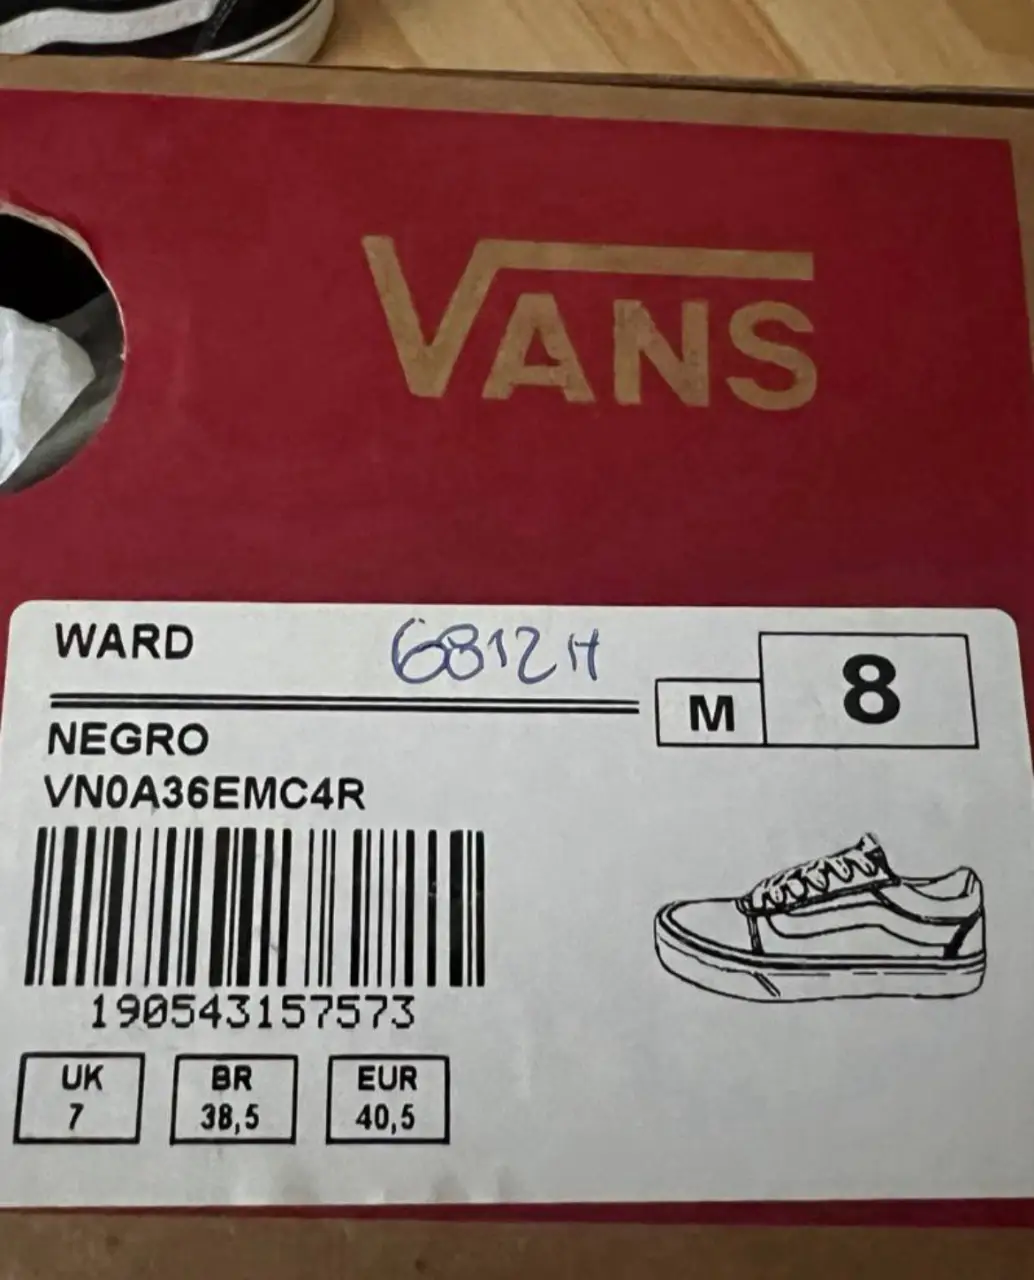 VANS
WARD 6812H
M 8
NEGRO
VN0A36EMC4R
190543157573
UK BR EUR
7 38,5 40,5